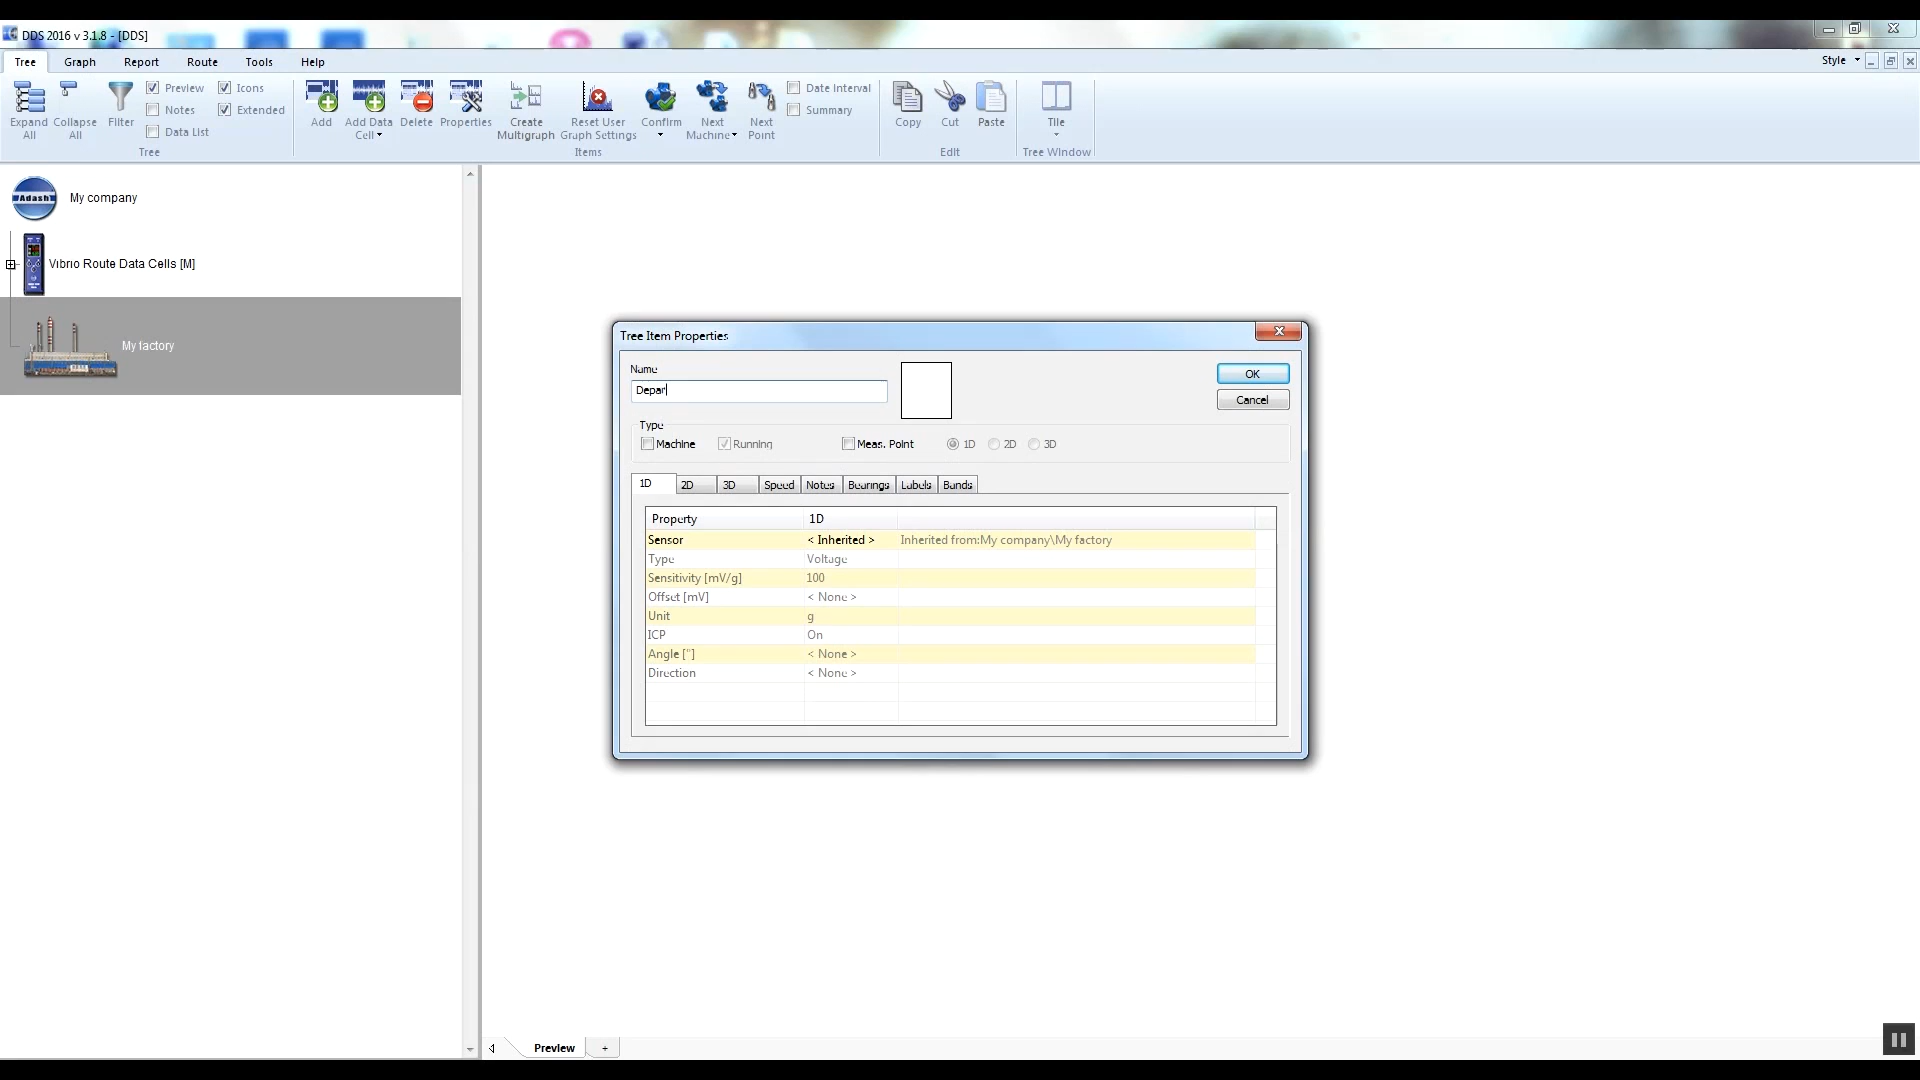 DDS 2016 v 3.1.8 - [DDS]
Tree Graph Report Route Tools Help Style
Expand All
Collapse All
Filter
Preview
Notes
Data List
Icons
Extended
Tree
Add
Add Data Cell
Delete
Properties
Create Multigraph
Reset User Graph Settings
Confirm
Next Machine
Next Point
Date Interval
Summary
Items
Copy
Cut
Paste
Edit
Tile
Tree Window
Adash
My company
Vibrio Route Data Cells [M]
My factory
Tree Item Properties
Name
Depar
OK
Cancel
Type
Machine Running Meas. Point 1D 2D 3D
1D 2D 3D Speed Notes Bearings Labels Bands
Property 1D
Sensor < Inherited > Inherited from:My company\My factory
Type Voltage
Sensitivity [mV/g] 100
Offset [mV] < None >
Unit g
ICP On
Angle [°] < None >
Direction < None >
Preview +